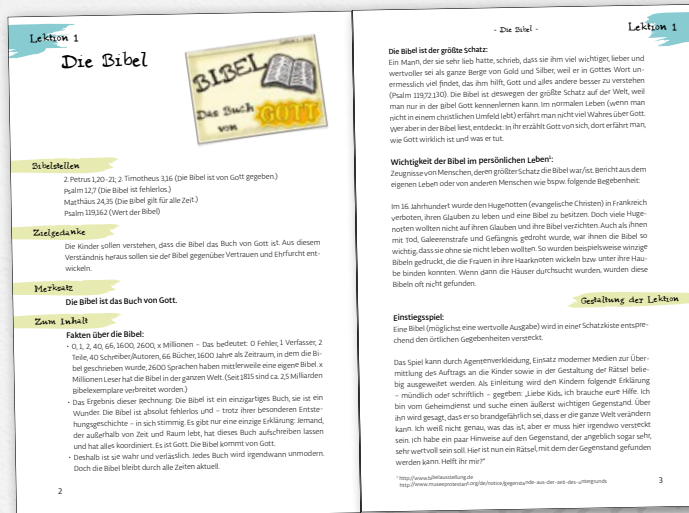 Lektion 1
Die Bibel
BIBEL
Das Buch
von GOTT
Bibelstellen
2. Petrus 1,20-21; 2. Timotheus 3,16 (Die Bibel ist von Gott gegeben.)
Psalm 12,7 (Die Bibel ist fehlerlos.)
Matthäus 24,35 (Die Bibel gilt für alle Zeit.)
Psalm 119,162 (Wert der Bibel)
Zielgedanke
Die Kinder sollen verstehen, dass die Bibel das Buch von Gott ist. Aus diesem
Verständnis heraus sollen sie der Bibel gegenüber Vertrauen und Ehrfurcht ent-
wickeln.
Merksatz
Die Bibel ist das Buch von Gott.
Zum Inhalt
Fakten über die Bibel:
· 0, 1, 2, 40, 66, 1600, 2600, x Millionen – Das bedeutet: 0 Fehler, 1 Verfasser, 2
Teile, 40 Schreiber/Autoren, 66 Bücher, 1600 Jahre als Zeitraum, in dem die Bi-
bel geschrieben wurde, 2600 Sprachen haben mittlerweile eine eigene Bibel. x
Millionen Leser hat die Bibel in der ganzen Welt. (Seit 1815 sind ca. 2,5 Milliarden
Bibelexemplare verbreitet worden.)
· Das Ergebnis dieser Rechnung: Die Bibel ist ein einzigartiges Buch, sie ist ein
Wunder. Die Bibel ist absolut fehlerlos und – trotz ihrer besonderen Entste-
hungsgeschichte – in sich stimmig. Es gibt nur eine einzige Erklärung: Jemand,
der außerhalb von Zeit und Raum lebt, hat dieses Buch aufschreiben lassen
und hat alles koordiniert. Es ist Gott. Die Bibel kommt von Gott.
· Deshalb ist sie wahr und verlässlich. Jedes Buch wird irgendwann unmodern.
Doch die Bibel bleibt durch alle Zeiten aktuell.
2
- Die Bibel -
Lektion 1
Die Bibel ist der größte Schatz:
Ein Mann, der sie sehr lieb hatte, schrieb, dass sie ihm viel wichtiger, lieber und
wertvoller sei als ganze Berge von Gold und Silber, weil er in Gottes Wort un-
ermesslich viel findet, das ihm hilft, Gott und alles andere besser zu verstehen
(Psalm 119,72.130). Die Bibel ist deswegen der größte Schatz auf der Welt, weil
man nur in der Bibel Gott kennenlernen kann. Im normalen Leben (wenn man
nicht in einem christlichen Umfeld lebt) erfährt man nicht viel Wahres über Gott.
Wer aber in der Bibel liest, entdeckt: In ihr erzählt Gott von sich, dort erfährt man,
wie Gott wirklich ist und was er tut.
Wichtigkeit der Bibel im persönlichen Leben¹:
Zeugnisse von Menschen, deren größter Schatz die Bibel war/ist. Bericht aus dem
eigenen Leben oder von anderen Menschen wie bspw. folgende Begebenheit:
Im 16. Jahrhundert wurde den Hugenotten (evangelische Christen) in Frankreich
verboten, ihren Glauben zu leben und eine Bibel zu besitzen. Doch viele Huge-
notten wollten nicht auf ihren Glauben und ihre Bibel verzichten. Auch als ihnen
mit Tod, Galeerenstrafe und Gefängnis gedroht wurde, war ihnen die Bibel so
wichtig, dass sie ohne sie nicht leben wollten. So wurden beispielsweise winzige
Bibeln gedruckt, die die Frauen in ihre Haarknoten wickeln bzw. unter ihre Hau-
be binden konnten. Wenn dann die Häuser durchsucht wurden, wurden diese
Bibeln oft nicht gefunden.
Gestaltung der Lektion
Einstiegsspiel:
Eine Bibel (möglichst eine wertvolle Ausgabe) wird in einer Schatzkiste entspre-
chend den örtlichen Gegebenheiten versteckt.
Das Spiel kann durch Agentenverkleidung, Einsatz moderner Medien zur Über-
mittlung des Auftrags an die Kinder sowie in der Gestaltung der Rätsel belie-
big ausgeweitet werden. Als Einleitung wird den Kindern folgende Erklärung
– mündlich oder schriftlich – gegeben: „Liebe Kids, ich brauche eure Hilfe. Ich
bin vom Geheimdienst und suche einen äußerst wichtigen Gegenstand. Über
ihn wird gesagt, dass er so brandgefährlich sei, dass er die ganze Welt verändern
kann. Ich weiß nicht genau, was das ist, aber er muss hier irgendwo versteckt
sein. Ich habe ein paar Hinweise auf den Gegenstand, der angeblich sogar sehr,
sehr wertvoll sein soll. Hier ist nun ein Rätsel, mit dem der Gegenstand gefunden
werden kann. Helft ihr mir?“
¹ http://www.bibelausstellung.de
http://www.museeprotestant.org/de/notice/gegenstande-aus-der-zeit-des-untergrunds
3